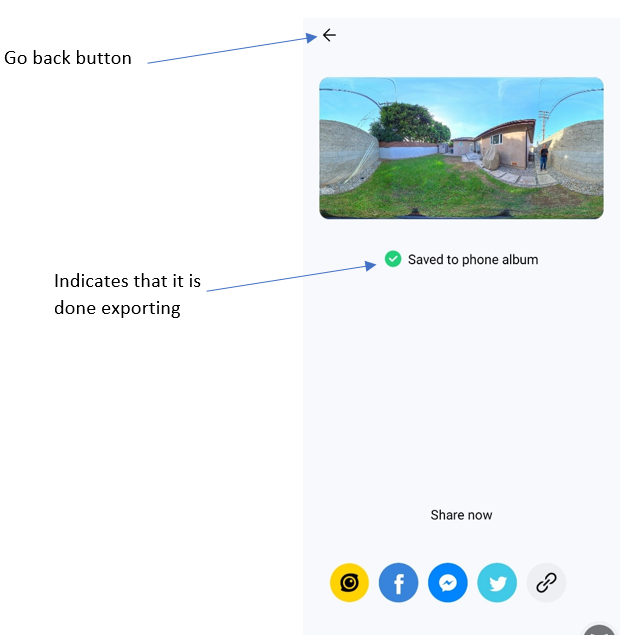 Go back button
Indicates that it is
done exporting
Saved to phone album
Share now